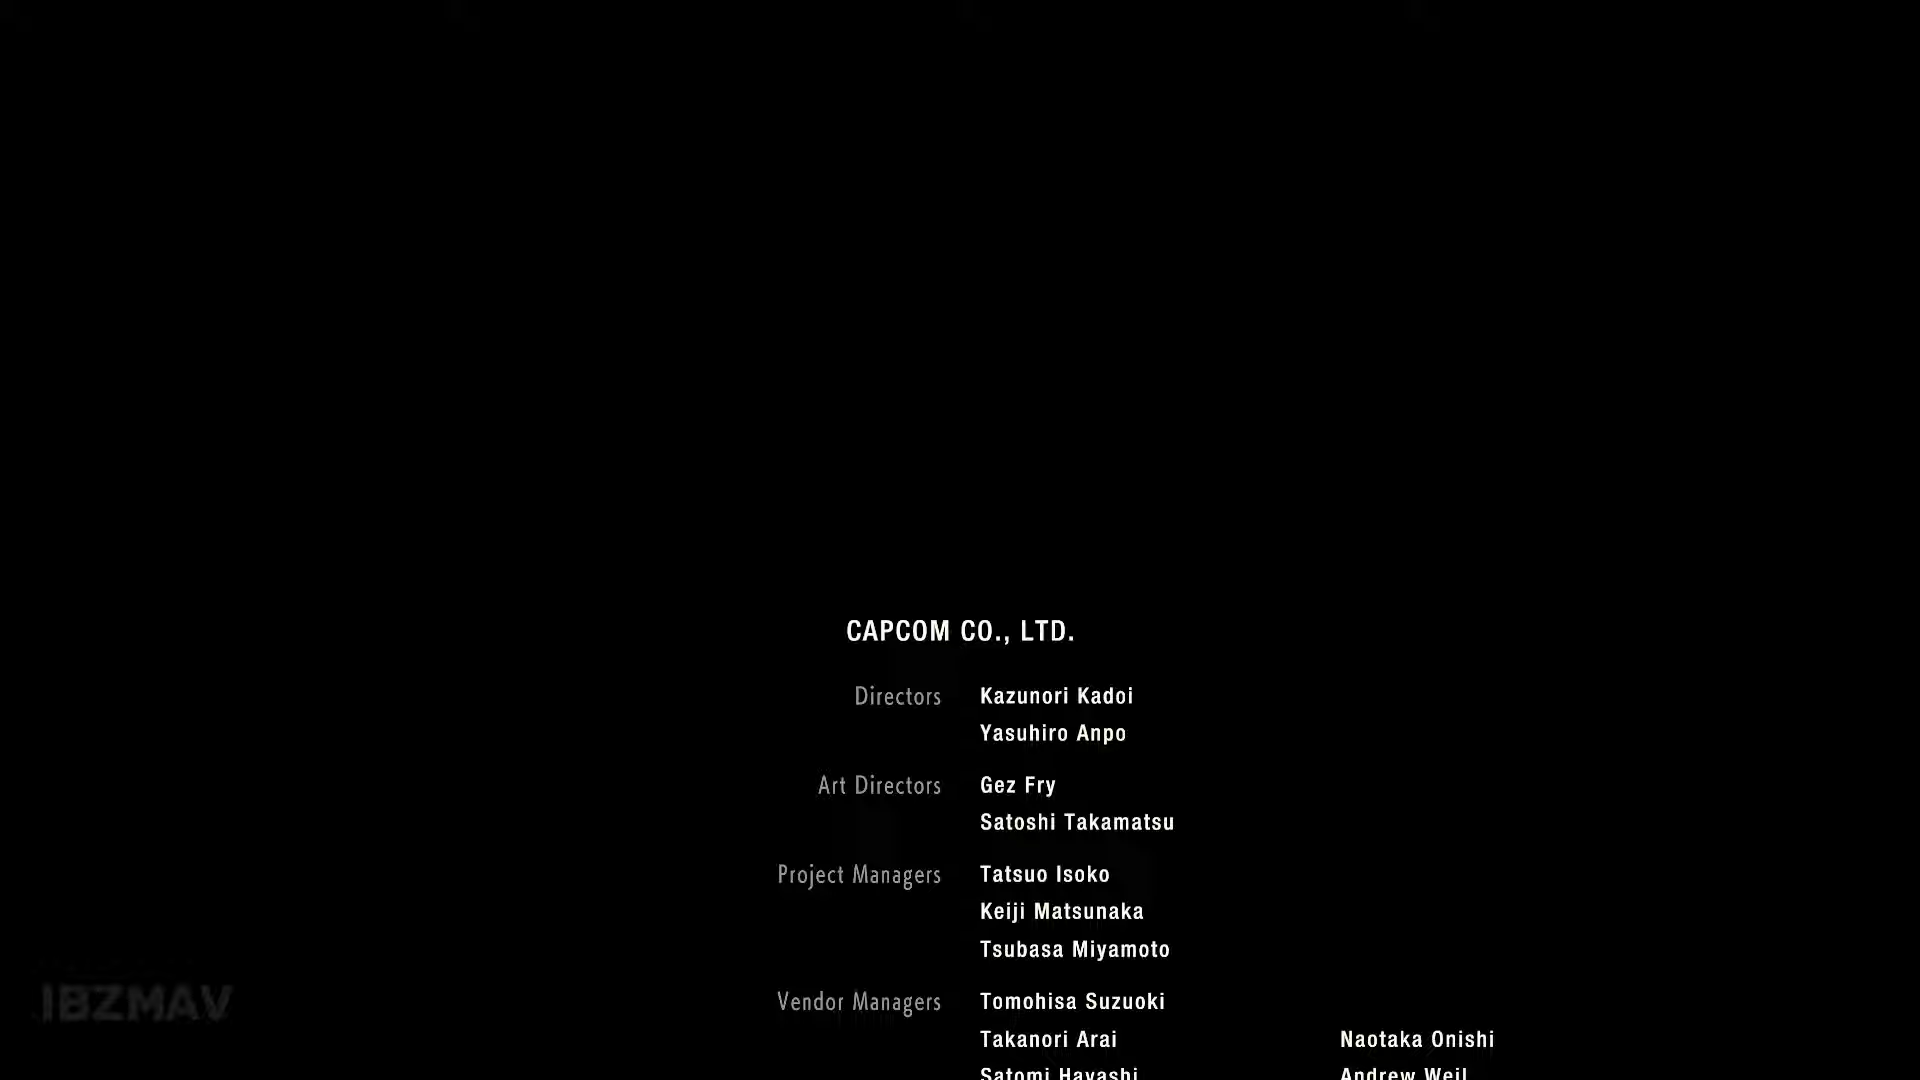 CAPCOM CO., LTD.
Directors Kazunori Kadoi
Yasuhiro Anpo
Art Directors Gez Fry
Satoshi Takamatsu
Project Managers Tatsuo Isoko
Keiji Matsunaka
Tsubasa Miyamoto
Vendor Managers Tomohisa Suzuoki
Takanori Arai Naotaka Onishi
Satomi Hayashi Andrew Weil
IBZMAV